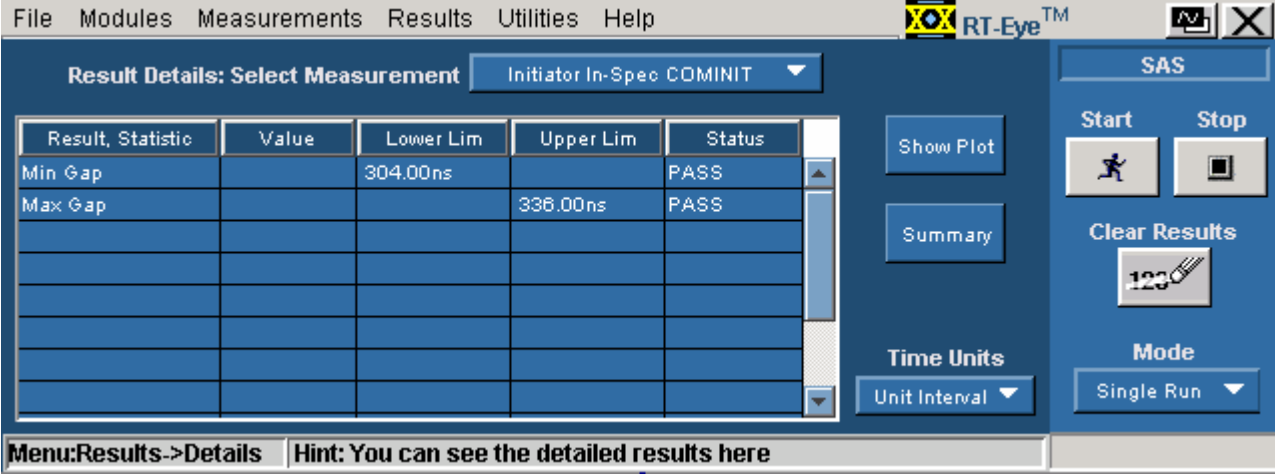 File Modules Measurements Results Utilities Help RT-Eye™
Result Details: Select Measurement Initiator In-Spec COMINIT SAS
Result, Statistic Value Lower Lim Upper Lim Status
Min Gap 304.00ns PASS
Max Gap 336.00ns PASS
Show Plot
Summary
Time Units
Unit Interval
Start Stop
Clear Results
123
Mode
Single Run
Menu:Results->Details Hint: You can see the detailed results here